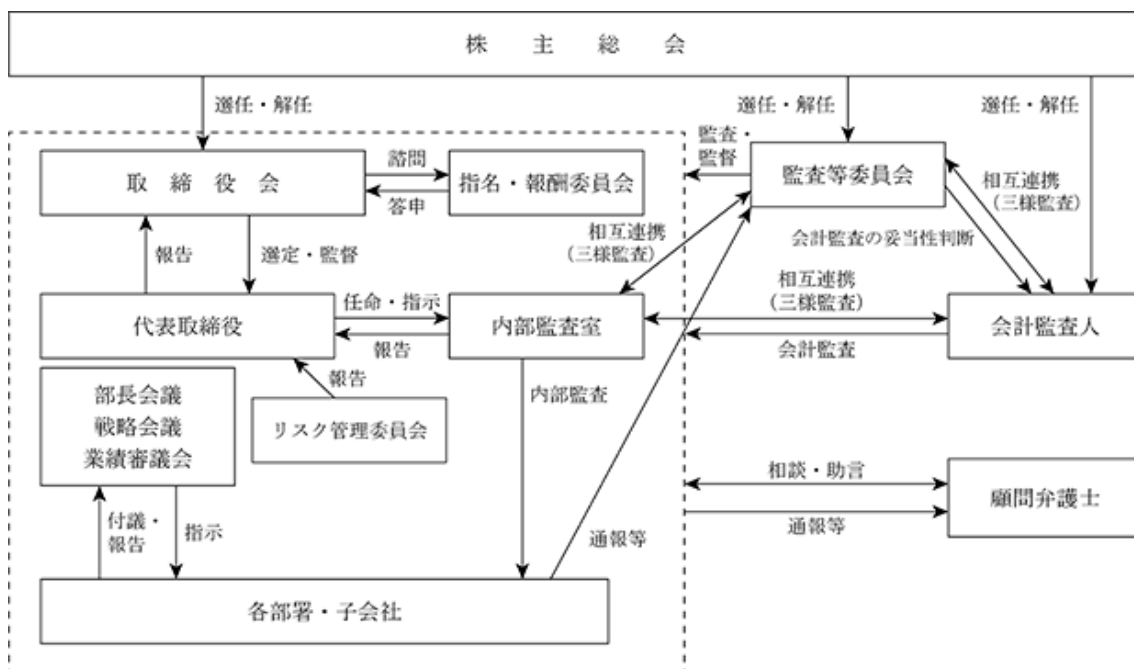 株主総会
選任・解任
選任・解任
選任・解任
監査・
監督
取締役会
諮問
答申
指名・報酬委員会
監査等委員会
相互連携
(三様監査)
相互連携
(三様監査)
会計監査の妥当性判断
報告
選定・監督
代表取締役
任命・指示
報告
内部監査室
相互連携
(三様監査)
会計監査
会計監査人
部長会議
戦略会議
業績審議会
報告
リスク管理委員会
内部監査
付議・
報告
指示
通報等
相談・助言
通報等
顧問弁護士
各部署・子会社